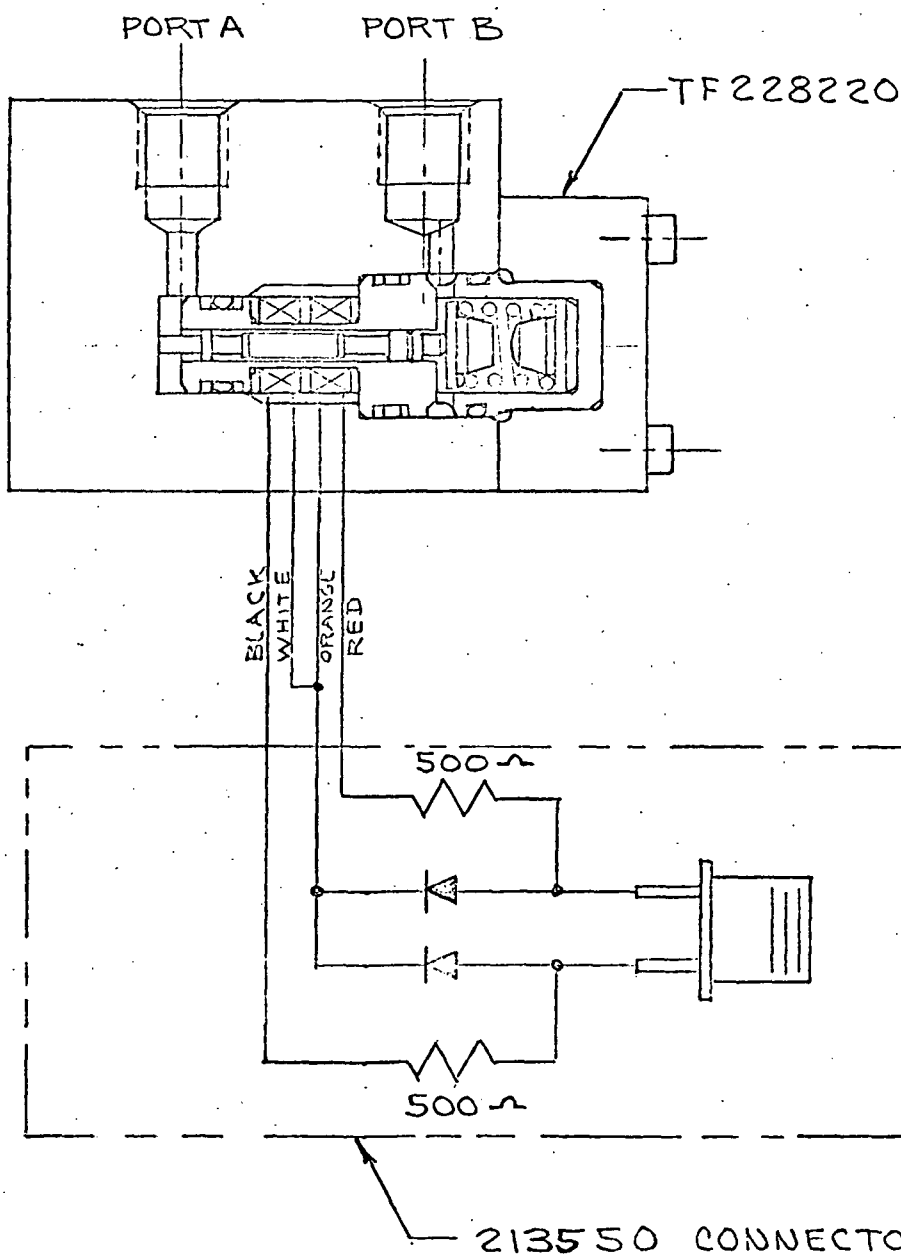 PORT A
PORT B
TF228220
BLACK
WHITE
ORANGE
RED
500 Ω
500 Ω
213550 CONNECTO